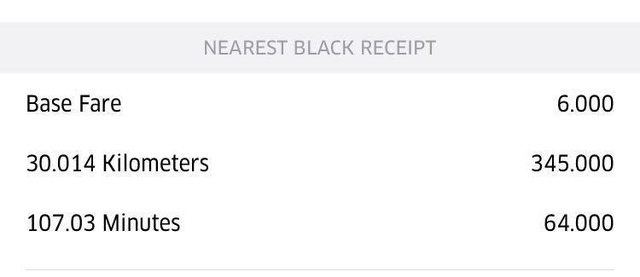 NEAREST BLACK RECEIPT
Base Fare 6.000
30.014 Kilometers 345.000
107.03 Minutes 64.000